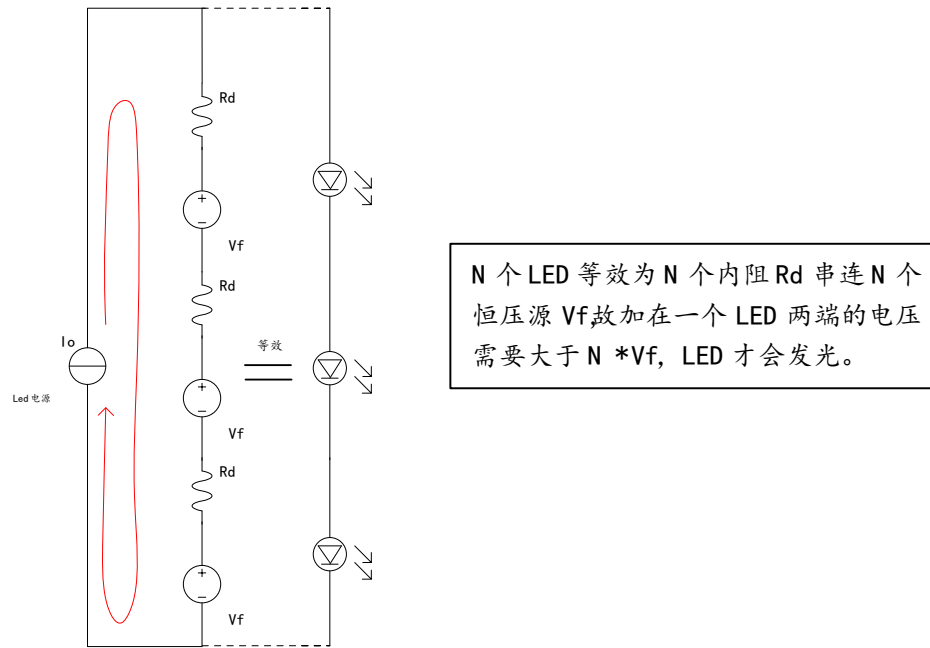 Rd
Vf
Rd
Io
等效
Led 电源
Vf
Rd
Vf
N 个 LED 等效为 N 个内阻 Rd 串连 N 个
恒压源 Vf,故加在一个 LED 两端的电压
需要大于 N *Vf, LED 才会发光。